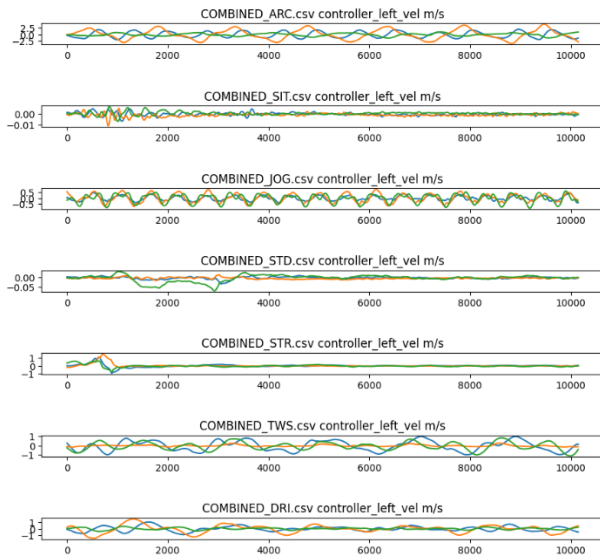 COMBINED_ARC.csv controller_left_vel m/s
2.5
0.0
−2.5
0 2000 4000 6000 8000 10000
COMBINED_SIT.csv controller_left_vel m/s
0.00
−0.01
0 2000 4000 6000 8000 10000
COMBINED_JOG.csv controller_left_vel m/s
0.5
0.0
−0.5
0 2000 4000 6000 8000 10000
COMBINED_STD.csv controller_left_vel m/s
0.00
−0.05
0 2000 4000 6000 8000 10000
COMBINED_STR.csv controller_left_vel m/s
1
0
−1
0 2000 4000 6000 8000 10000
COMBINED_TWS.csv controller_left_vel m/s
1
0
−1
0 2000 4000 6000 8000 10000
COMBINED_DRI.csv controller_left_vel m/s
1
0
−1
0 2000 4000 6000 8000 10000